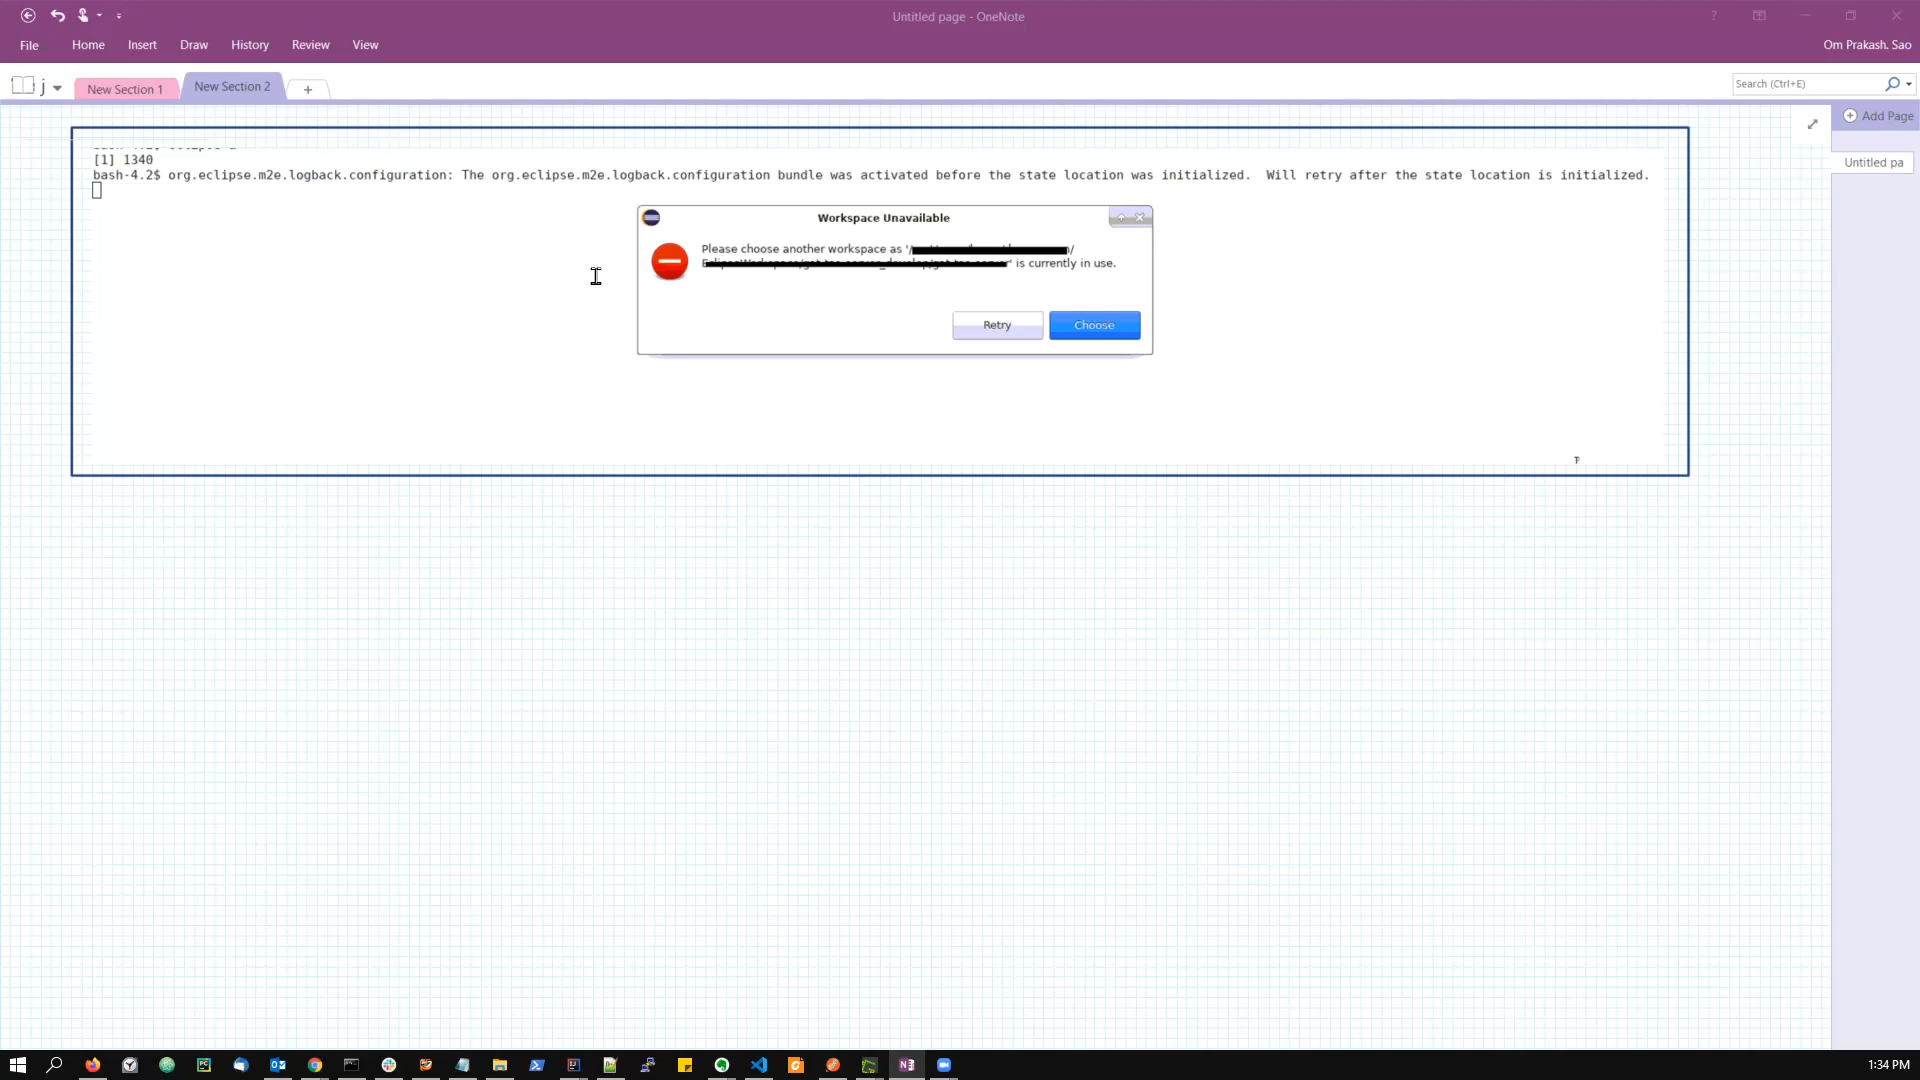 Untitled page - OneNote
File Home Insert Draw History Review View
Om Prakash. Sao
j New Section 1 New Section 2 +
Search (Ctrl+E)
Add Page
Untitled pa
[1] 1340
bash-4.2$ org.eclipse.m2e.logback.configuration: The org.eclipse.m2e.logback.configuration bundle was activated before the state location was initialized.  Will retry after the state location is initialized.
Workspace Unavailable
Please choose another workspace as '/
' is currently in use.
Retry Choose
1:34 PM